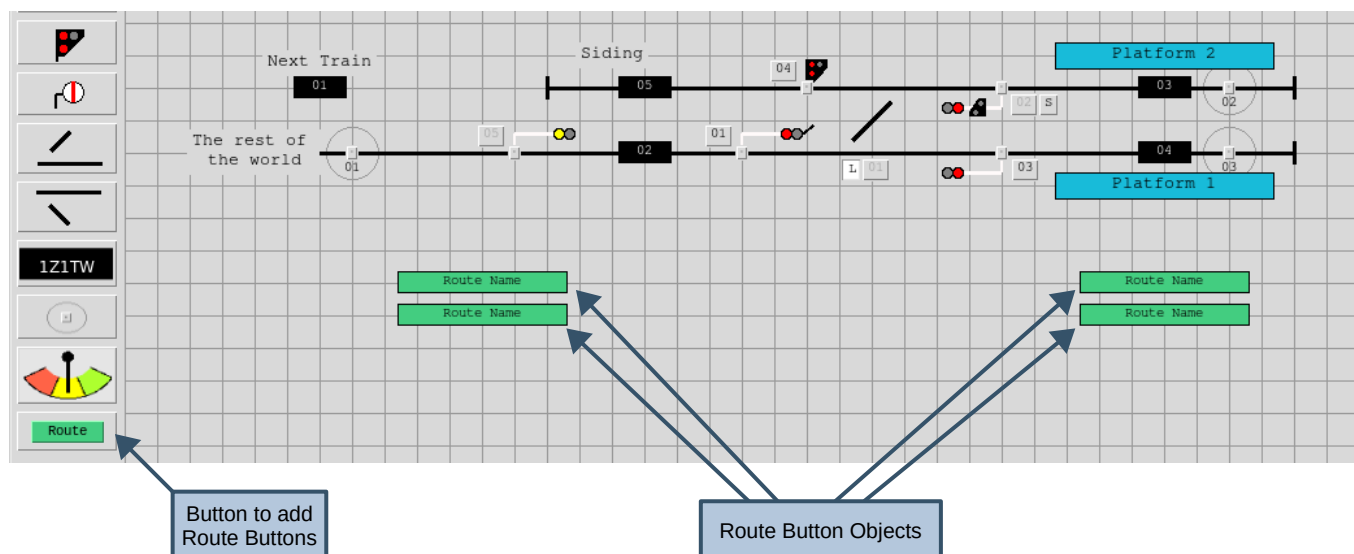 Next Train
01
Siding
05
04
Platform 2
03
02
02
S
The rest of
the world
01
05
02
01
L
01
03
04
03
Platform 1
1Z1TW
Route
Route Name
Route Name
Route Name
Route Name
Button to add
Route Buttons
Route Button Objects